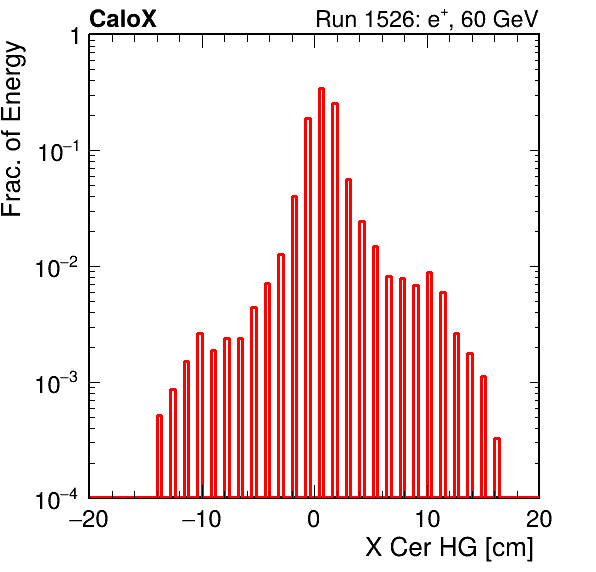 CaloX
Run 1526: e⁺, 60 GeV
Frac. of Energy
1
10⁻¹
10⁻²
10⁻³
10⁻⁴
−20
−10
0
10
20
X Cer HG [cm]